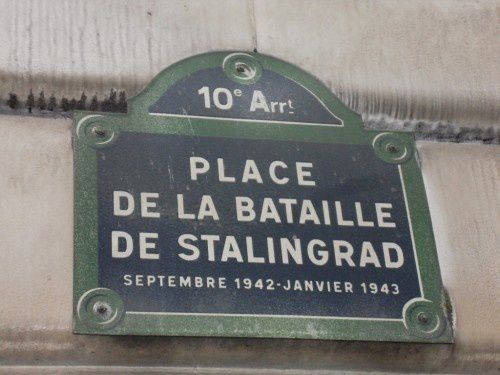 10e Arrt
PLACE
DE LA BATAILLE
DE STALINGRAD
SEPTEMBRE 1942-JANVIER 1943